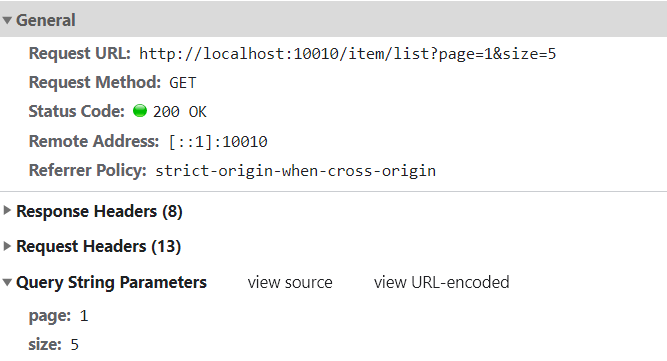 General
Request URL: http://localhost:10010/item/list?page=1&size=5
Request Method: GET
Status Code: 200 OK
Remote Address: [::1]:10010
Referrer Policy: strict-origin-when-cross-origin
Response Headers (8)
Request Headers (13)
Query String Parameters view source view URL-encoded
page: 1
size: 5